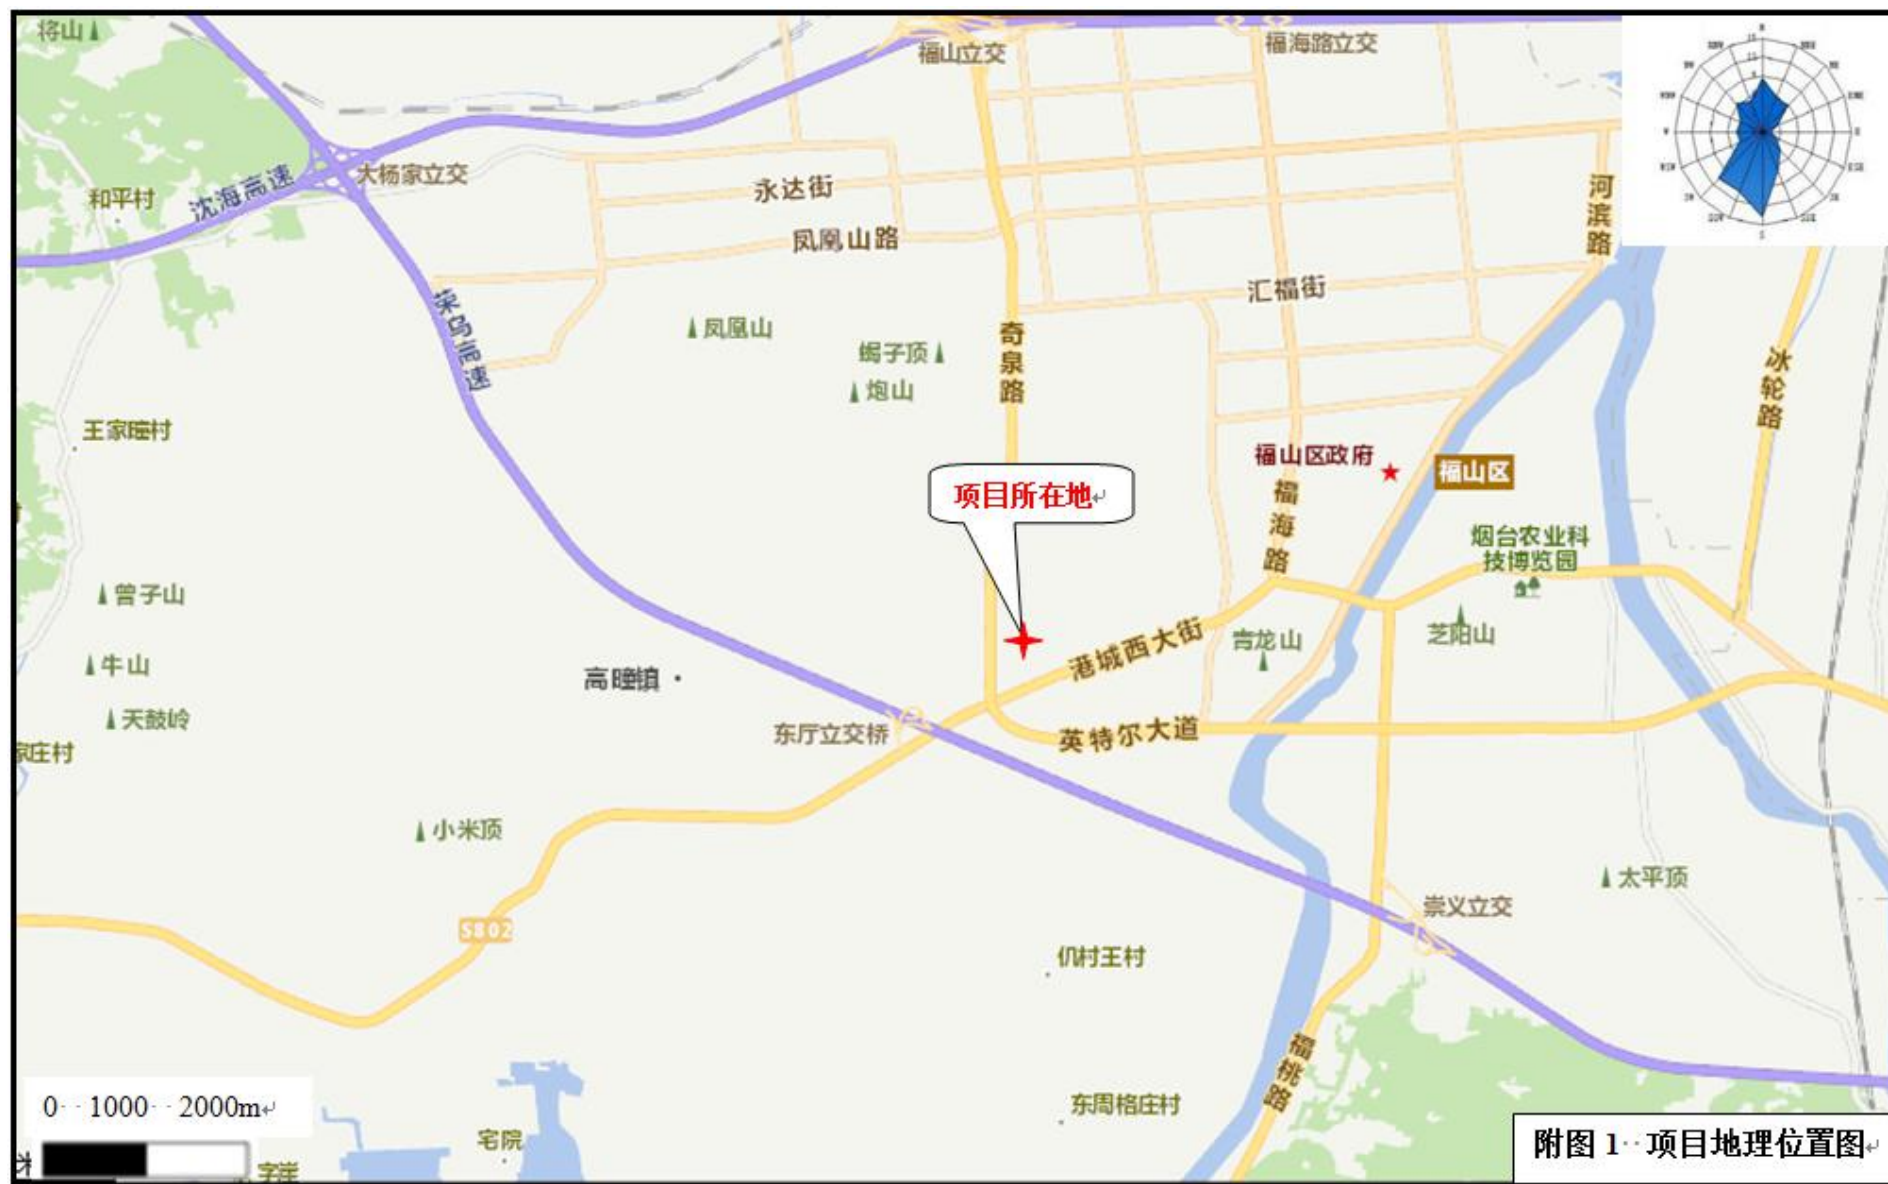 将山
福山立交
福海路立交
大杨家立交
沈海高速
和平村
永达街
凤凰山路
河滨路
荣乌高速
汇福街
凤凰山
蝎子顶
炮山
奇泉路
冰轮路
王家疃村
福山区政府
福山区
项目所在地
福海路
烟台农业科
技博览园
曾子山
港城西大街
青龙山
芝阳山
牛山
高疃镇
天鼓岭
东厅立交桥
英特尔大道
家庄村
小米顶
太平顶
崇义立交
S802
仉村王村
福桃路
0 1000 2000m
东周格庄村
宅院
字崖
附图 1 项目地理位置图